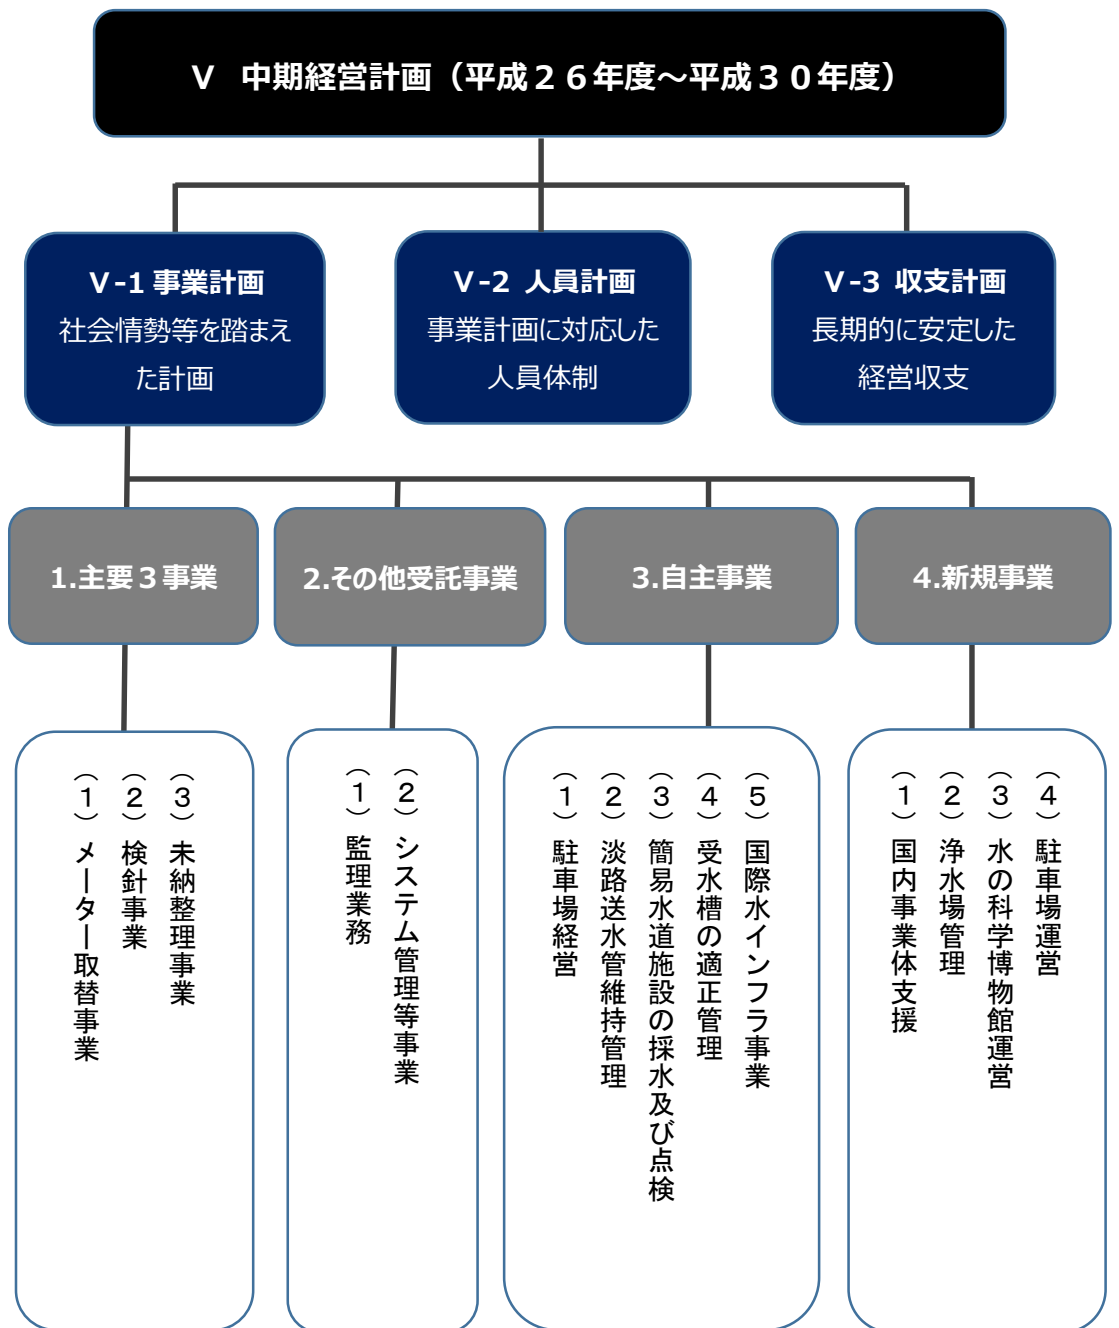 Ⅴ 中期経営計画（平成２６年度～平成３０年度）
Ⅴ-1 事業計画
社会情勢等を踏まえ
た計画
Ⅴ-2 人員計画
事業計画に対応した
人員体制
Ⅴ-3 収支計画
長期的に安定した
経営収支
1.主要３事業
2.その他受託事業
3.自主事業
4.新規事業
（１）メーター取替事業
（２）検針事業
（３）未納整理事業
（１）監理業務
（２）システム管理等事業
（１）駐車場経営
（２）淡路送水管維持管理
（３）簡易水道施設の採水及び点検
（４）受水槽の適正管理
（５）国際水インフラ事業
（１）国内事業体支援
（２）浄水場管理
（３）水の科学博物館運営
（４）駐車場運営